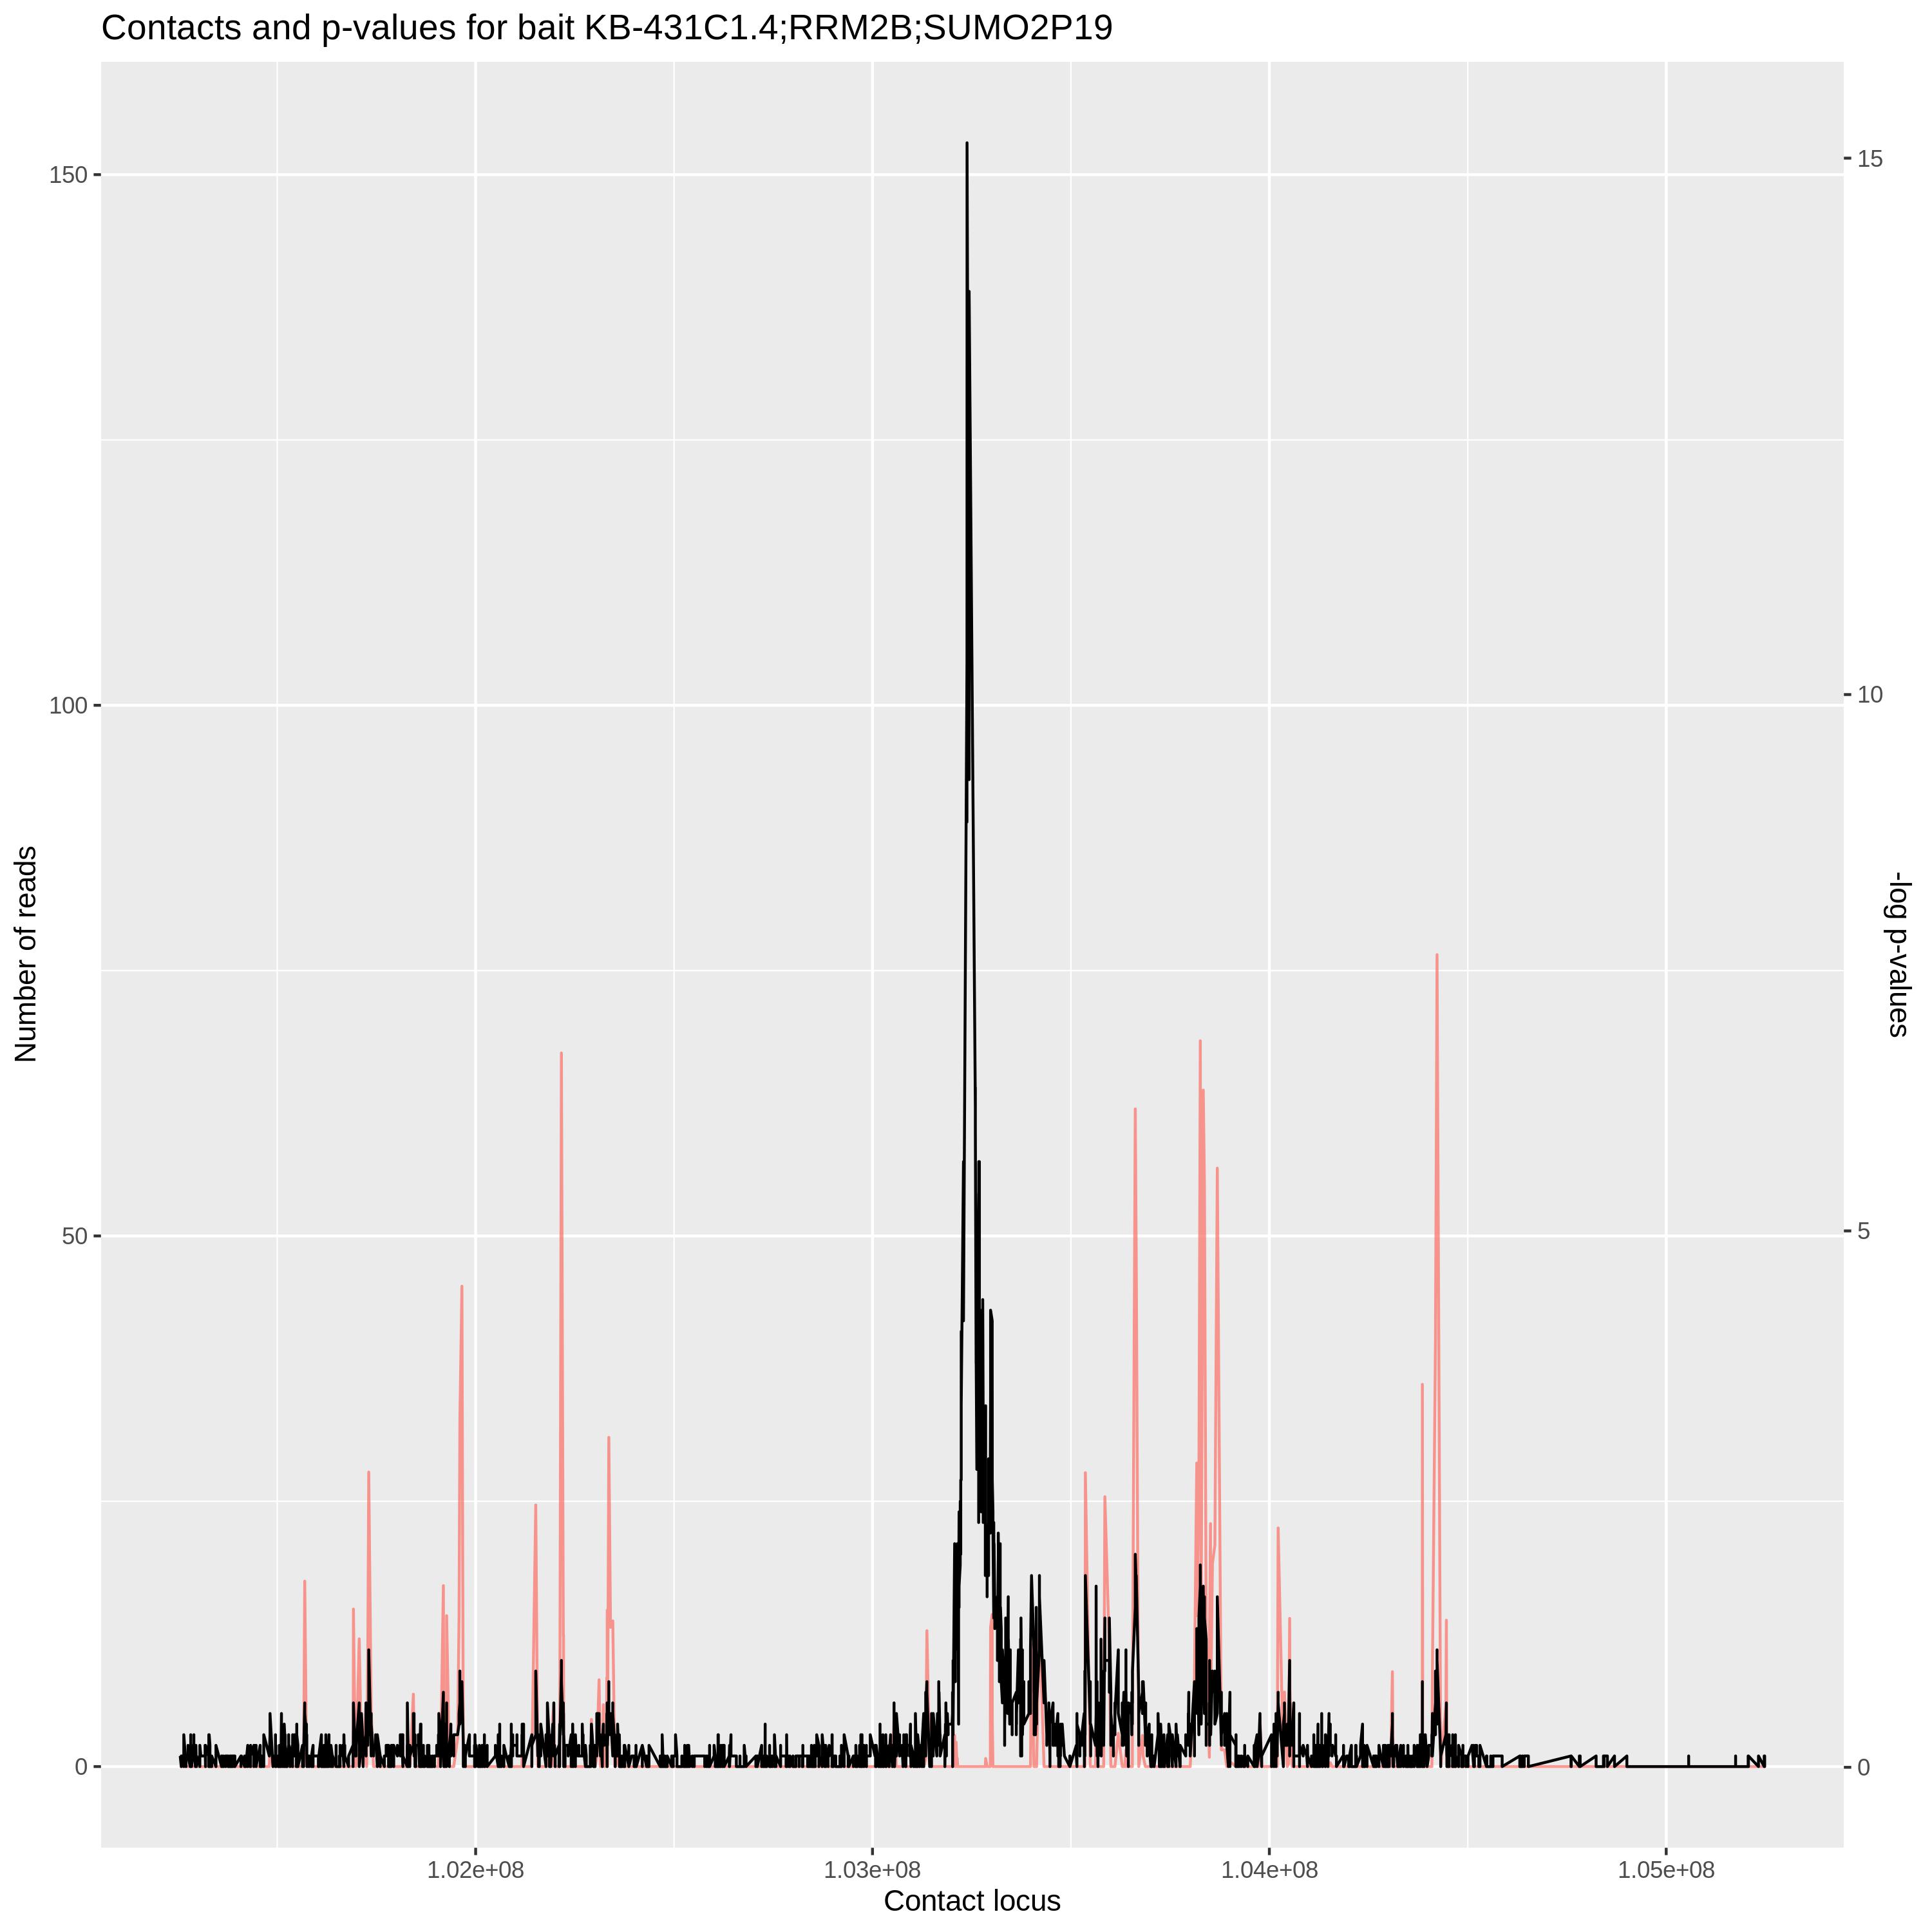 Contacts and p-values for bait KB-431C1.4;RRM2B;SUMO2P19
150
100
50
0
Number of reads
15
10
5
0
-log p-values
1.02e+08 1.03e+08 1.04e+08 1.05e+08
Contact locus